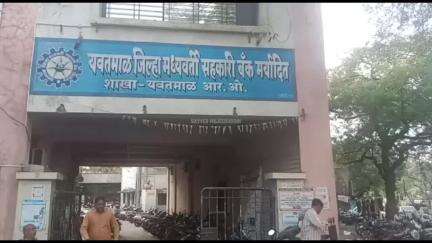 यवतमाळ जिल्हा मध्यवर्ती सहकारी बँक मर्यादित
शाखा-यवतमाळ आर. ओ.